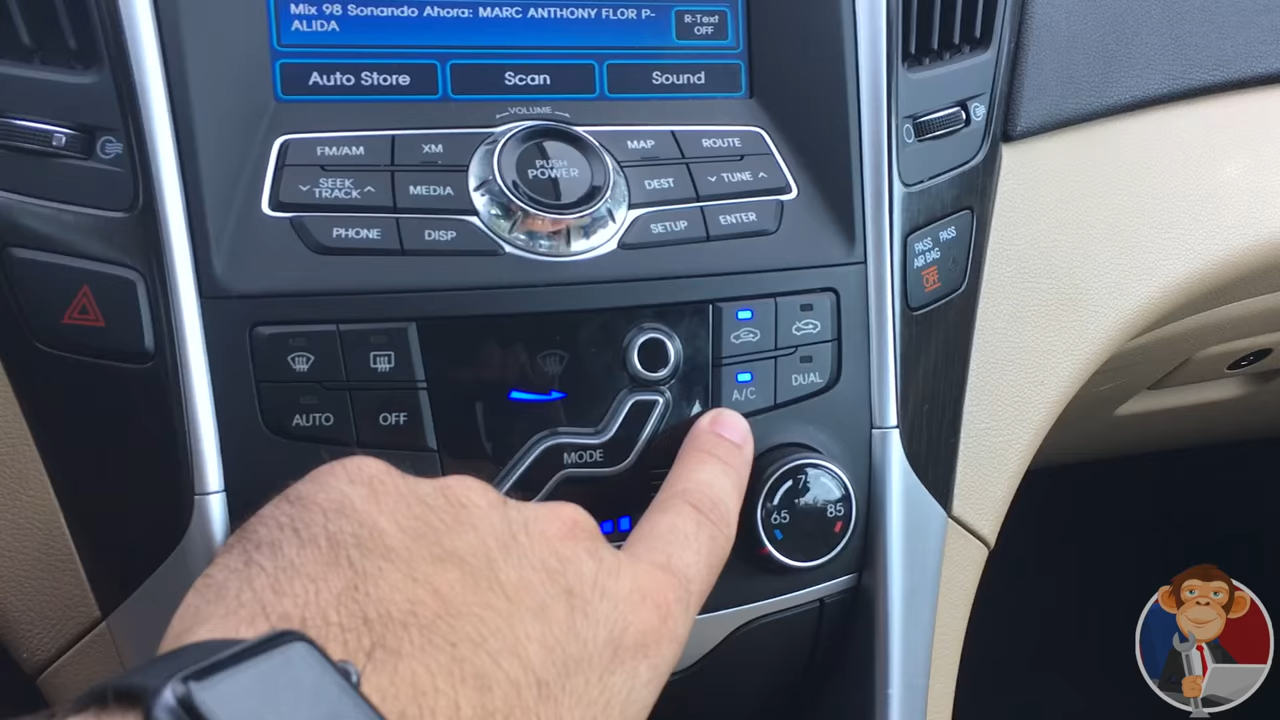 Mix 98 Sonando Ahora: MARC ANTHONY FLOR P-
ALIDA
R-Text
OFF
Auto Store
Scan
Sound
VOLUME
FM/AM
XM
PUSH
POWER
MAP
ROUTE
SEEK
TRACK
MEDIA
DEST
TUNE
PHONE
DISP
SETUP
ENTER
PASS
AIR BAG
PASS
OFF
AUTO
OFF
A/C
DUAL
MODE
65
85